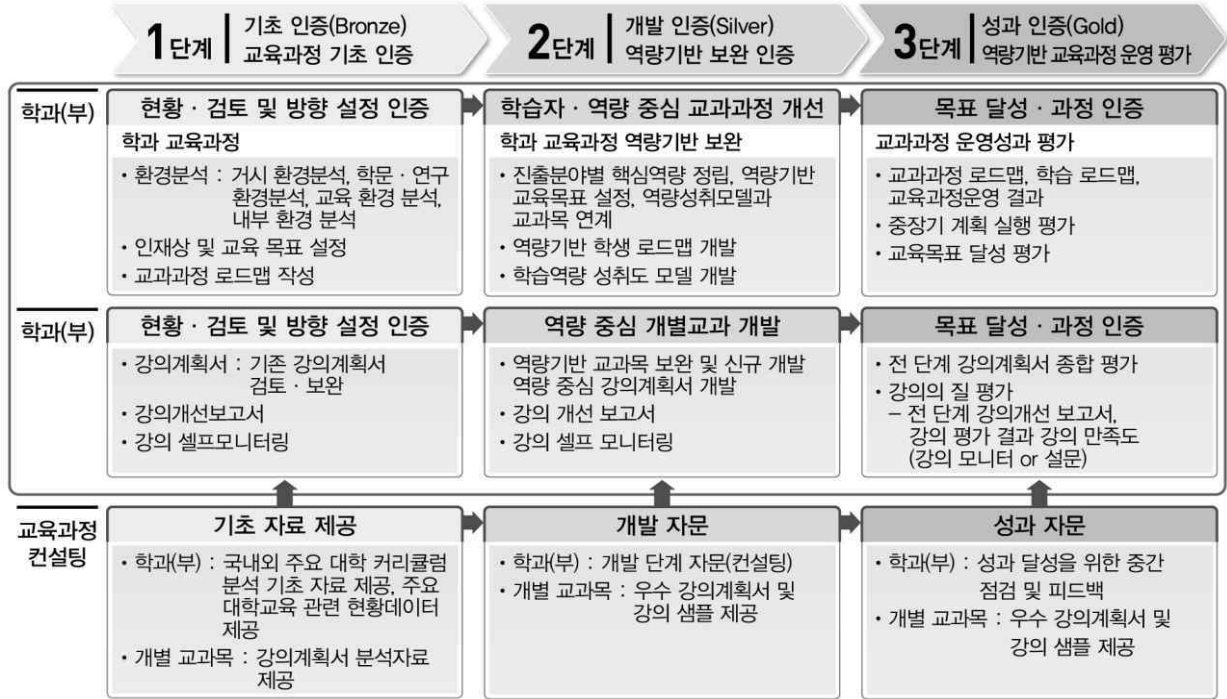 1단계
기초 인증(Bronze)
교육과정 기초 인증
2단계
개발 인증(Silver)
역량기반 보완 인증
3단계
성과 인증(Gold)
역량기반 교육과정 운영 평가
학과(부)
현황 · 검토 및 방향 설정 인증
학과 교육과정
• 환경분석 : 거시 환경분석, 학문 · 연구
환경분석, 교육 환경 분석,
내부 환경 분석
• 인재상 및 교육 목표 설정
• 교과과정 로드맵 작성
학습자 · 역량 중심 교과과정 개선
학과 교육과정 역량기반 보완
• 진출분야별 핵심역량 정립, 역량기반
교육목표 설정, 역량성취모델과
교과목 연계
• 역량기반 학생 로드맵 개발
• 학습역량 성취도 모델 개발
목표 달성 · 과정 인증
교과과정 운영성과 평가
• 교과과정 로드맵, 학습 로드맵,
교육과정운영 결과
• 중장기 계획 실행 평가
• 교육목표 달성 평가
학과(부)
현황 · 검토 및 방향 설정 인증
• 강의계획서 : 기존 강의계획서
검토 · 보완
• 강의개선보고서
• 강의 셀프모니터링
역량 중심 개별교과 개발
• 역량기반 교과목 보완 및 신규 개발
역량 중심 강의계획서 개발
• 강의 개선 보고서
• 강의 셀프 모니터링
목표 달성 · 과정 인증
• 전 단계 강의계획서 종합 평가
• 강의의 질 평가
– 전 단계 강의개선 보고서,
강의 평가 결과 강의 만족도
(강의 모니터 or 설문)
교육과정
컨설팅
기초 자료 제공
• 학과(부) : 국내외 주요 대학 커리큘럼
분석 기초 자료 제공, 주요
대학교육 관련 현황데이터
제공
• 개별 교과목 : 강의계획서 분석자료
제공
개발 자문
• 학과(부) : 개발 단계 자문(컨설팅)
• 개별 교과목 : 우수 강의계획서 및
강의 샘플 제공
성과 자문
• 학과(부) : 성과 달성을 위한 중간
점검 및 피드백
• 개별 교과목 : 우수 강의계획서 및
강의 샘플 제공